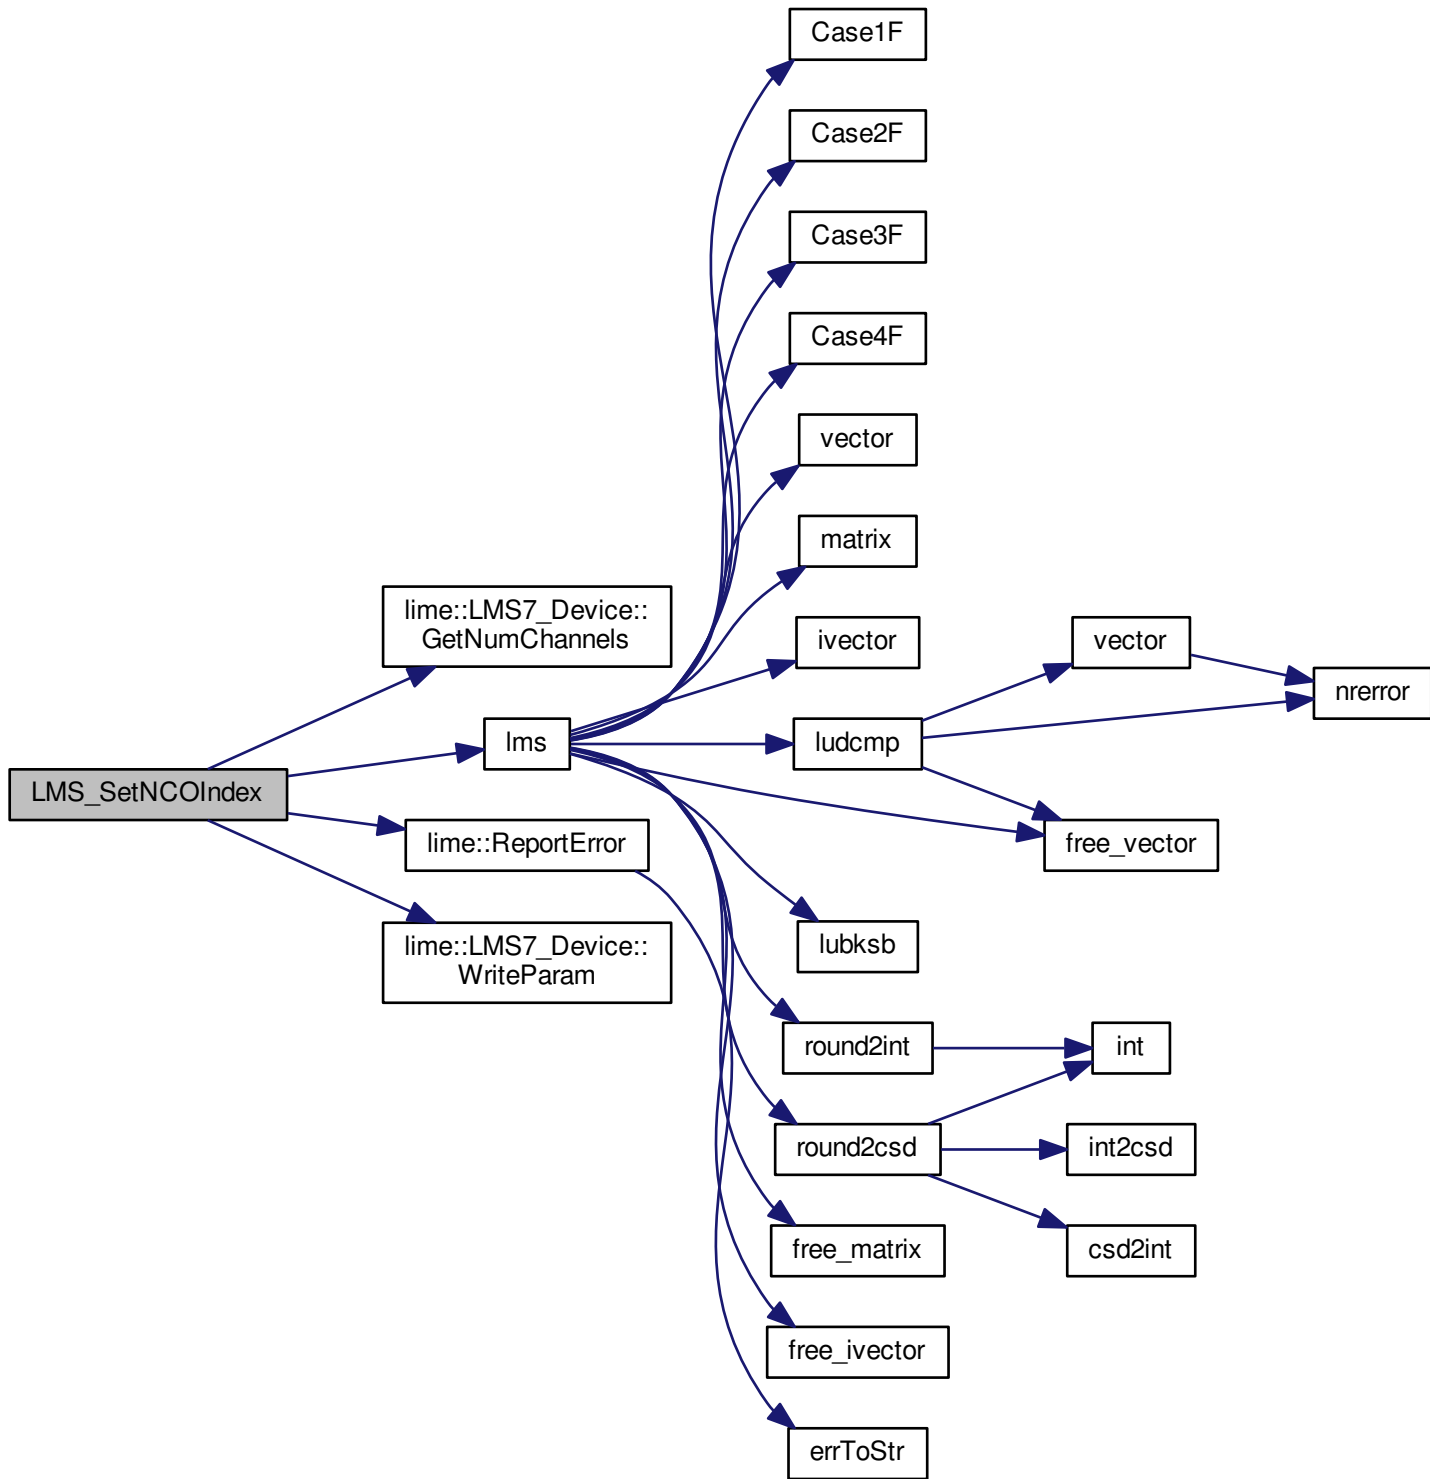 Case1F
Case2F
Case3F
Case4F
vector
matrix
lime::LMS7_Device::
GetNumChannels
ivector
vector
nrerror
lms
ludcmp
LMS_SetNCOIndex
lime::ReportError
free_vector
lime::LMS7_Device::
WriteParam
lubksb
round2int
int
round2csd
int2csd
free_matrix
csd2int
free_ivector
errToStr